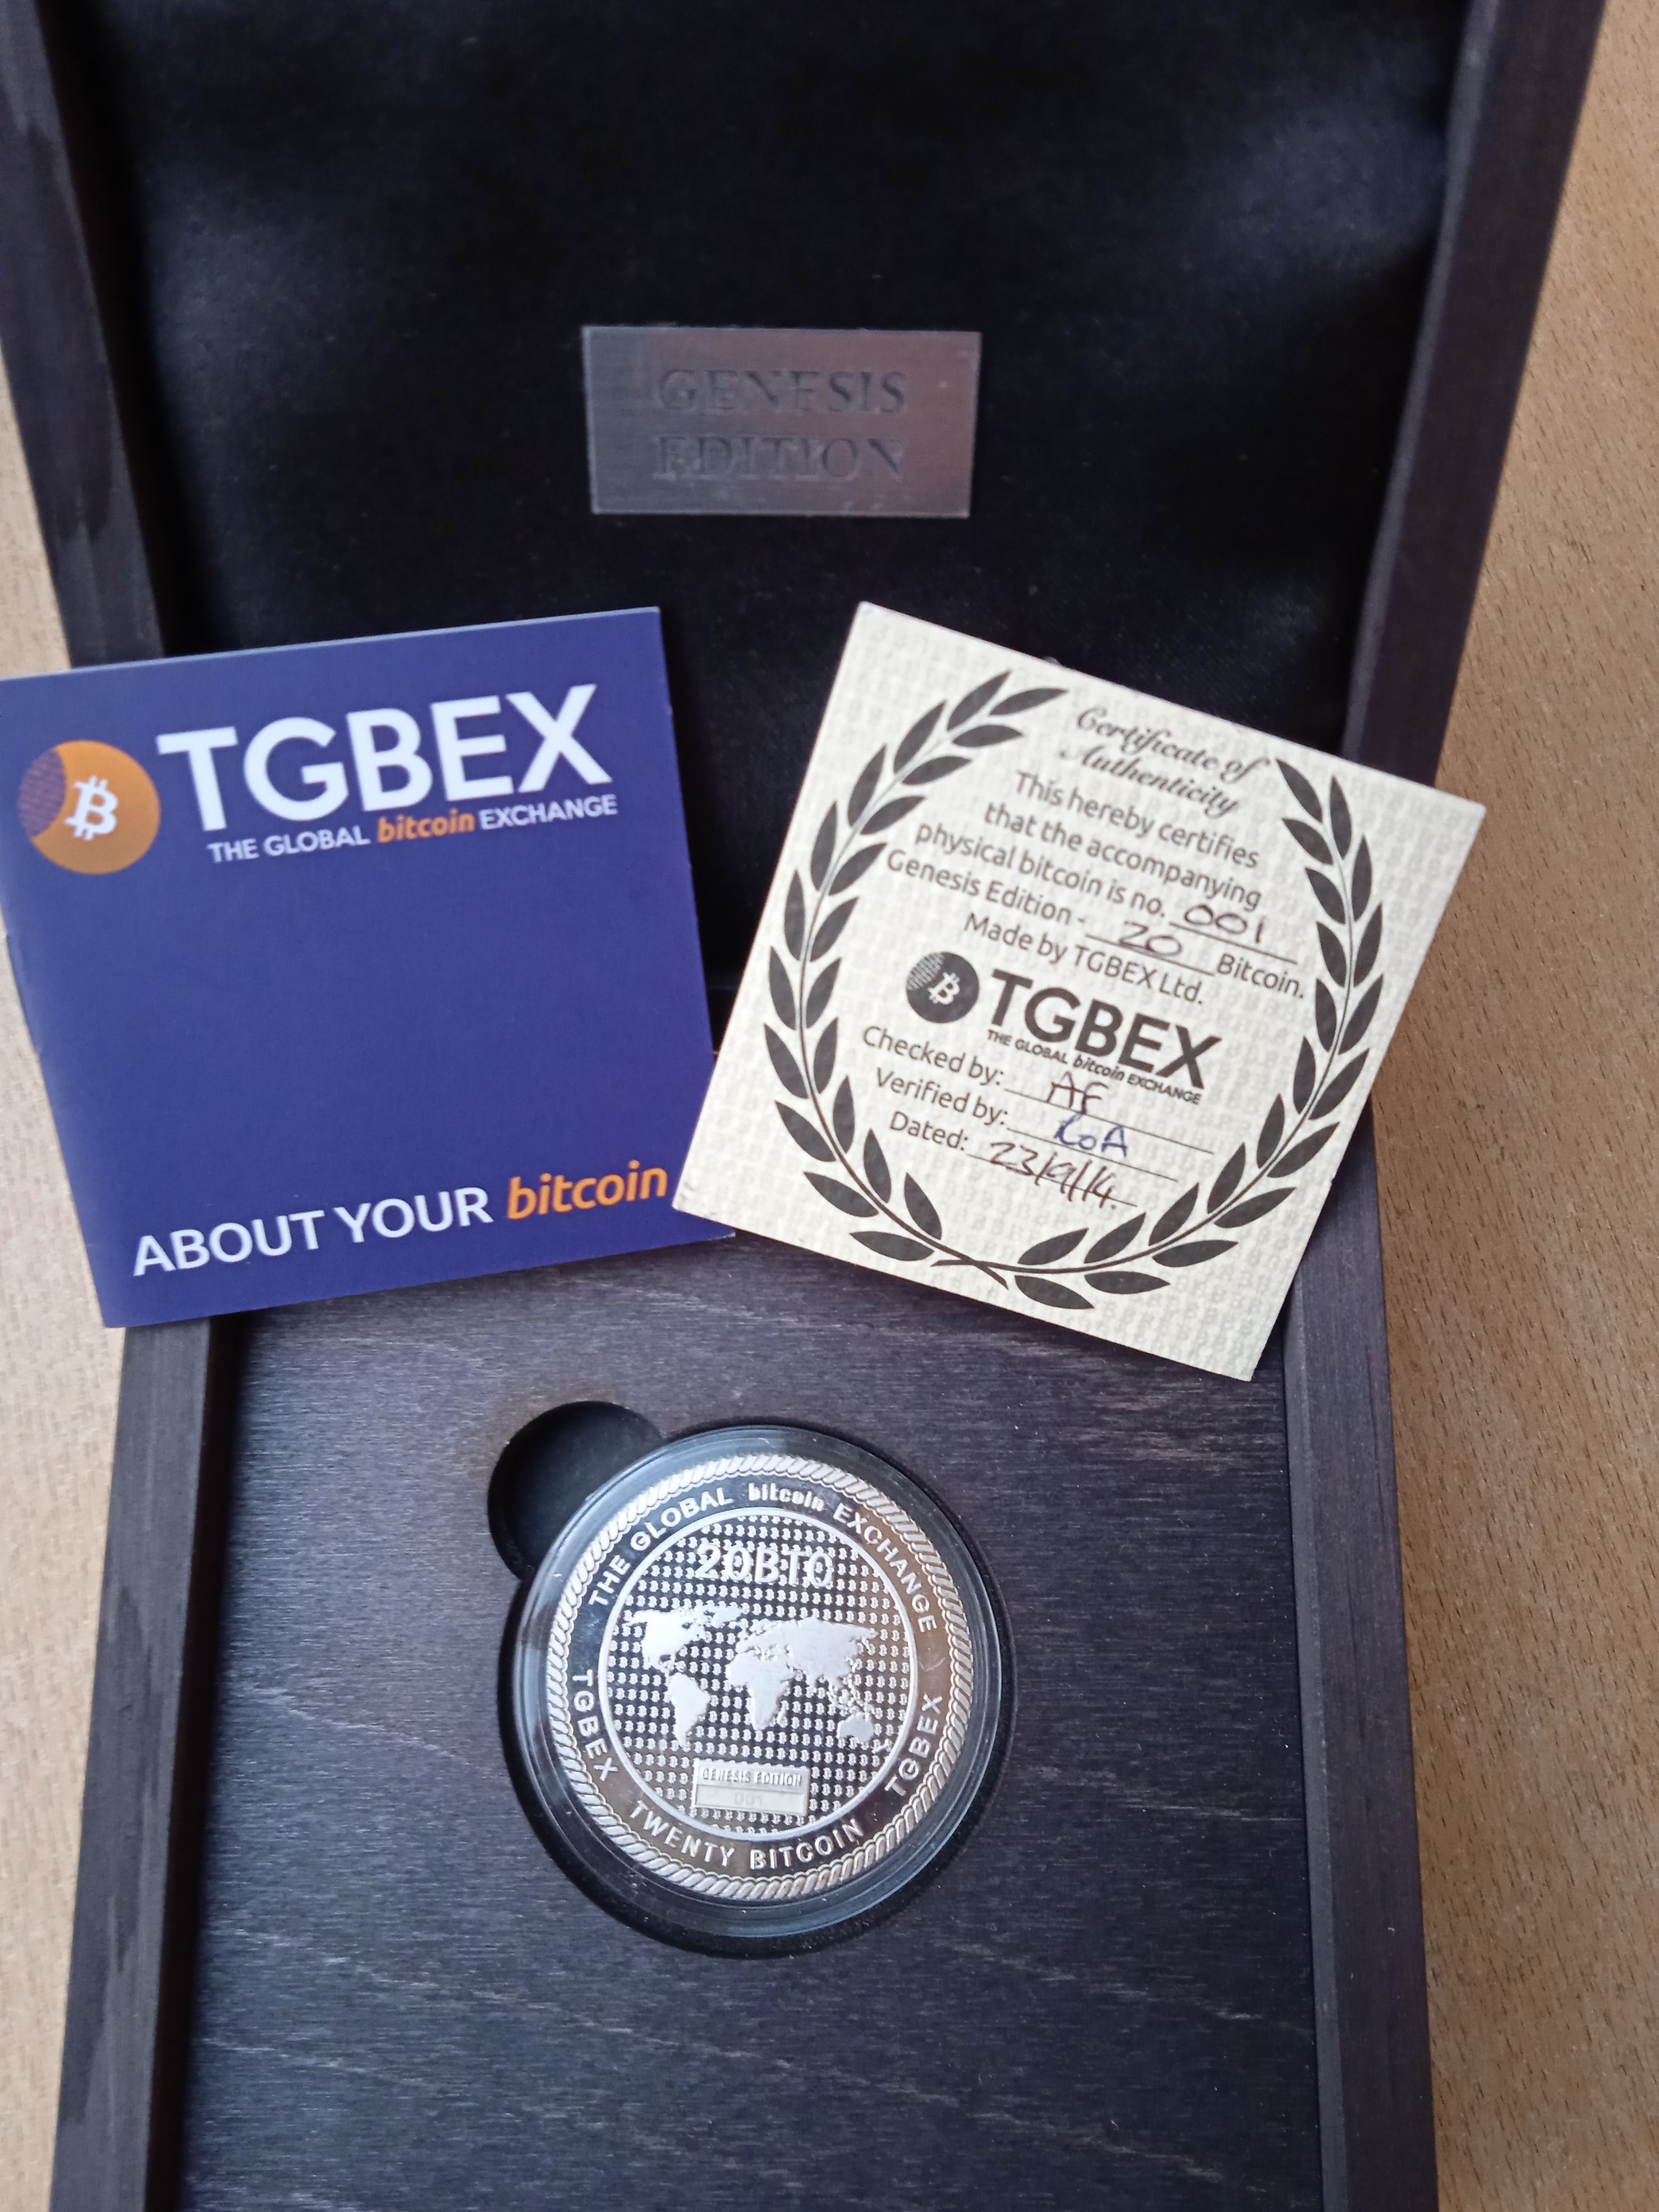 GENESIS
EDITION
TGBEX
THE GLOBAL bitcoin EXCHANGE
ABOUT YOUR bitcoin
Certificate of
Authenticity
This hereby certifies
that the accompanying
physical bitcoin is no. 001
Genesis Edition - 20 Bitcoin.
Made by TGBEX Ltd.
TGBEX
THE GLOBAL bitcoin EXCHANGE
Checked by: AF
Verified by: RoA
Dated: 23/9/14.
THE GLOBAL bitcoin EXCHANGE
20BTC
TGBEX
TGBEX
GENESIS EDITION
001
TWENTY BITCOIN